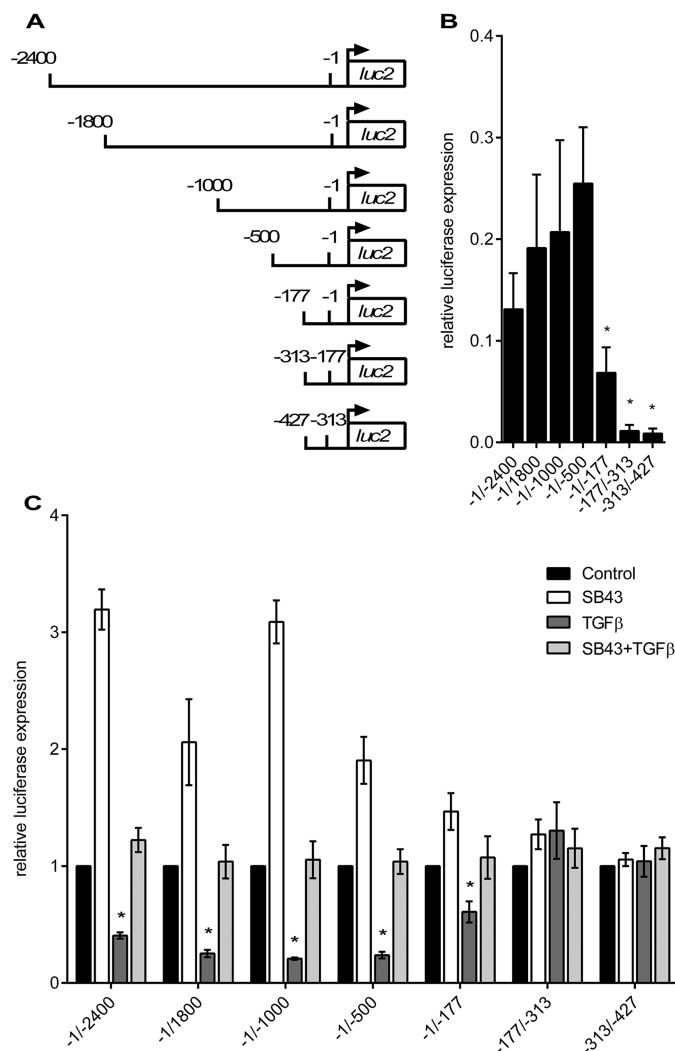 A
-2400 -1 luc2
-1800 -1 luc2
-1000 -1 luc2
-500 -1 luc2
-177 -1 luc2
-313 -177 luc2
-427 -313 luc2
B
relative luciferase expression
0.4
0.3
0.2
0.1
0.0
-1/-2400
-1/1800
-1/-1000
-1/-500
-1/-177
-177/-313
-313/-427
* * *
C
relative luciferase expression
4
3
2
1
0
Control
SB43
TGFβ
SB43+TGFβ
* * * * *
-1/-2400
-1/1800
-1/-1000
-1/-500
-1/-177
-177/-313
-313/-427